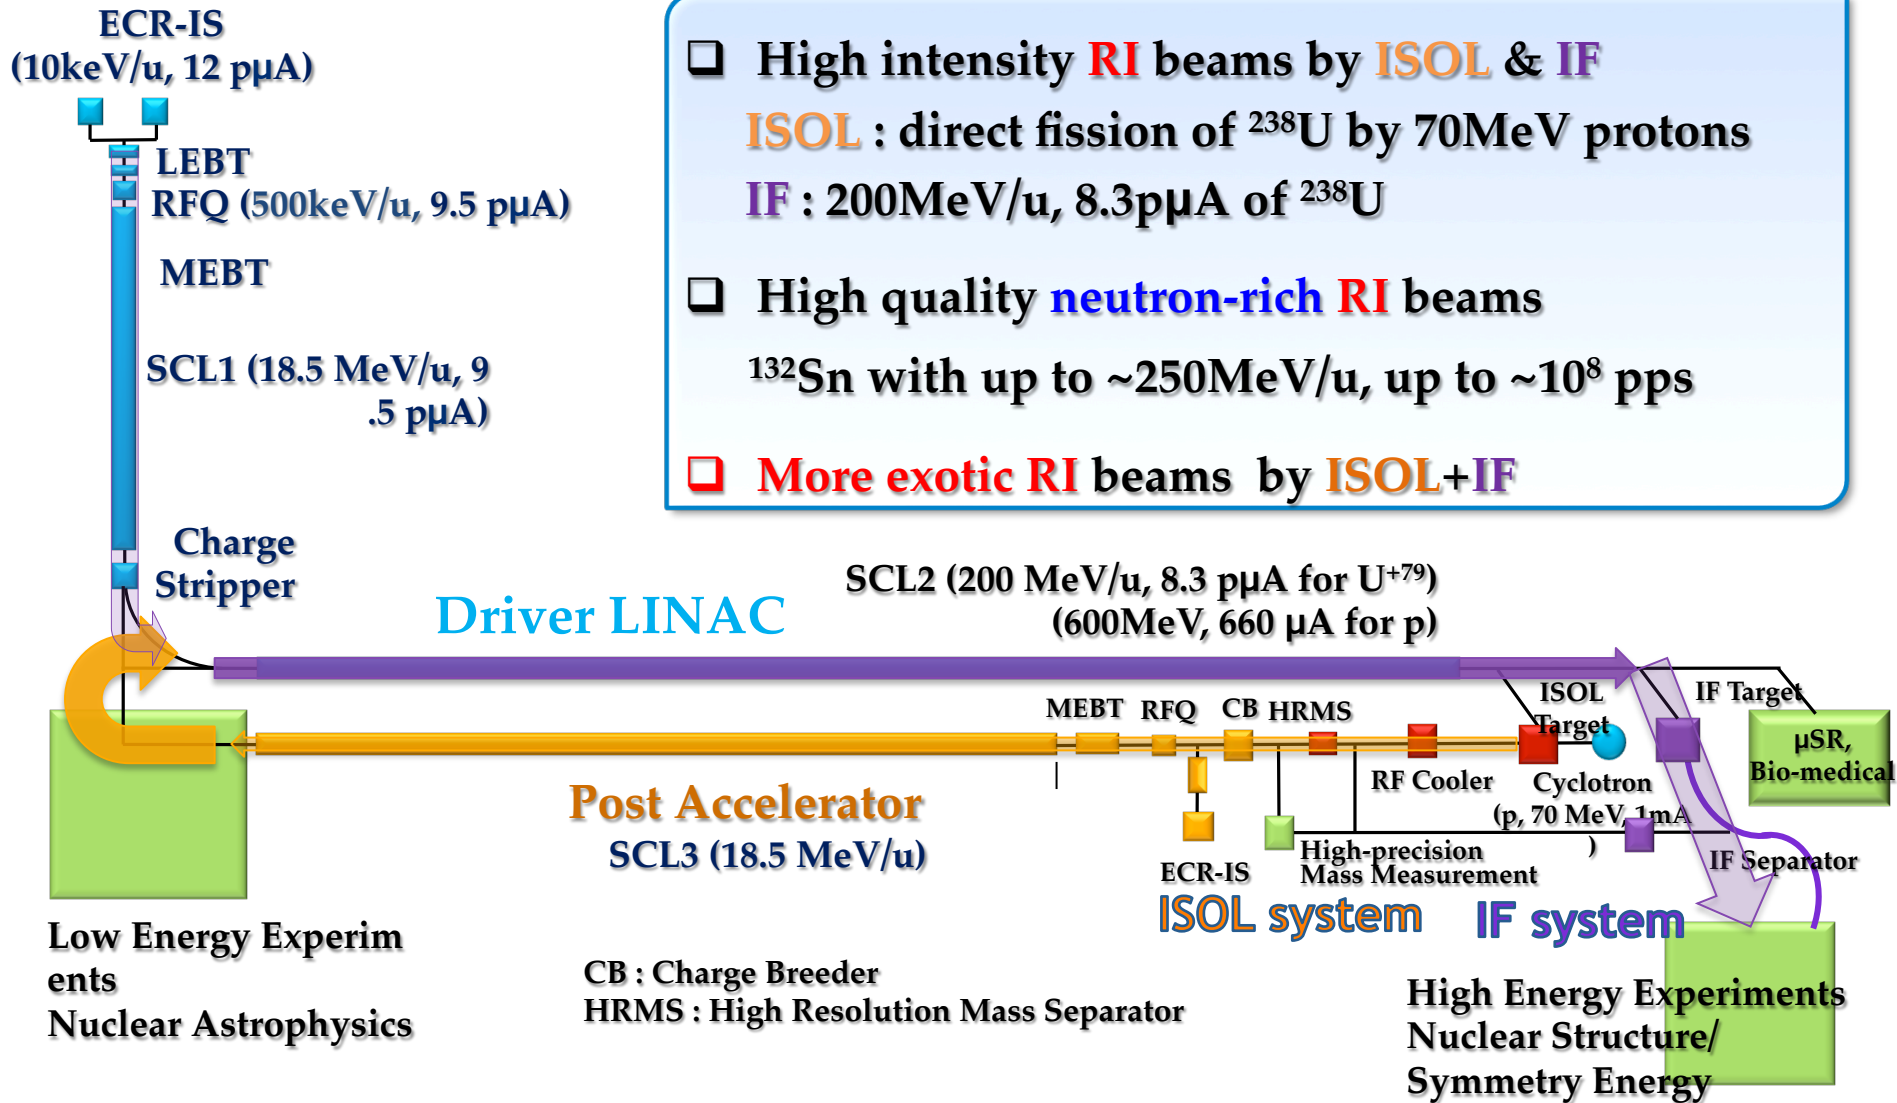 ECR-IS
(10keV/u, 12 pµA)
LEBT
RFQ (500keV/u, 9.5 pµA)
MEBT
SCL1 (18.5 MeV/u, 9
.5 pµA)
Charge
Stripper
❑ High intensity RI beams by ISOL & IF
ISOL : direct fission of ²³⁸U by 70MeV protons
IF : 200MeV/u, 8.3pµA of ²³⁸U
❑ High quality neutron-rich RI beams
¹³²Sn with up to ~250MeV/u, up to ~10⁸ pps
❑ More exotic RI beams by ISOL+IF
Driver LINAC
SCL2 (200 MeV/u, 8.3 pµA for U⁺⁷⁹)
(600MeV, 660 µA for p)
MEBT
RFQ
CB
HRMS
ISOL
Target
IF Target
µSR,
Bio-medical
RF Cooler
Cyclotron
(p, 70 MeV, 1mA
)
Post Accelerator
SCL3 (18.5 MeV/u)
ECR-IS
High-precision
Mass Measurement
IF Separator
ISOL system
IF system
Low Energy Experim
ents
Nuclear Astrophysics
CB : Charge Breeder
HRMS : High Resolution Mass Separator
High Energy Experiments
Nuclear Structure/
Symmetry Energy